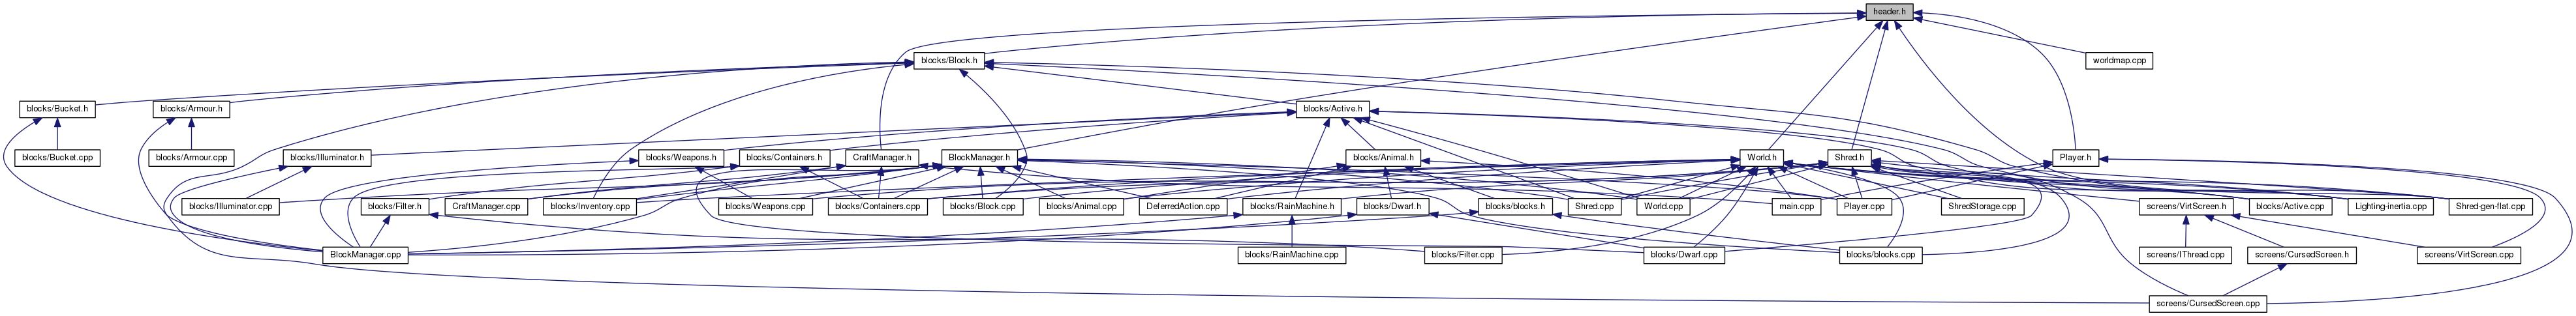 header.h
blocks/Block.h
worldmap.cpp
blocks/Bucket.h
blocks/Armour.h
blocks/Active.h
blocks/Bucket.cpp
blocks/Armour.cpp
blocks/Illuminator.h
blocks/Weapons.h
blocks/Containers.h
CraftManager.h
BlockManager.h
blocks/Animal.h
World.h
Shred.h
Player.h
blocks/Illuminator.cpp
blocks/Filter.h
CraftManager.cpp
blocks/Inventory.cpp
blocks/Weapons.cpp
blocks/Containers.cpp
blocks/Block.cpp
blocks/Animal.cpp
DeferredAction.cpp
blocks/RainMachine.h
blocks/Dwarf.h
blocks/blocks.h
Shred.cpp
World.cpp
main.cpp
Player.cpp
ShredStorage.cpp
screens/VirtScreen.h
blocks/Active.cpp
Lighting-inertia.cpp
Shred-gen-flat.cpp
BlockManager.cpp
blocks/RainMachine.cpp
blocks/Filter.cpp
blocks/Dwarf.cpp
blocks/blocks.cpp
screens/IThread.cpp
screens/CursedScreen.h
screens/VirtScreen.cpp
screens/CursedScreen.cpp